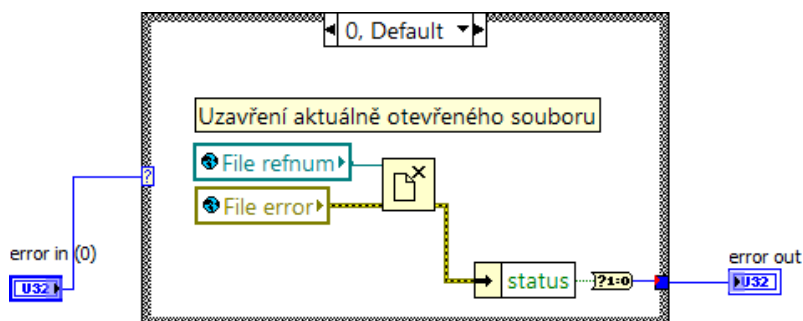 0, Default
Uzavření aktuálně otevřeného souboru
File refnum
File error
?
error in (0)
U32
status
?1:0
error out
U32